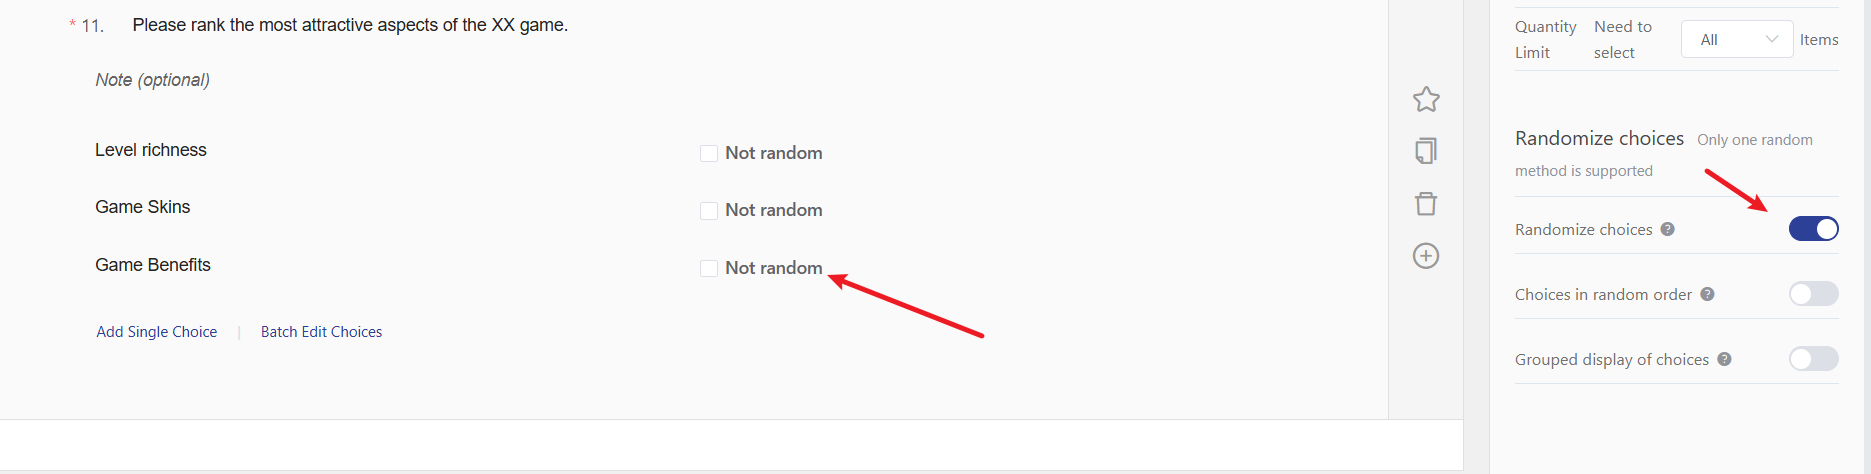 * 11. Please rank the most attractive aspects of the XX game.
Note (optional)
Level richness
Not random
Game Skins
Not random
Game Benefits
Not random
Add Single Choice | Batch Edit Choices
Quantity Limit
Need to select
All
Items
Randomize choices Only one random
method is supported
Randomize choices ?
Choices in random order ?
Grouped display of choices ?